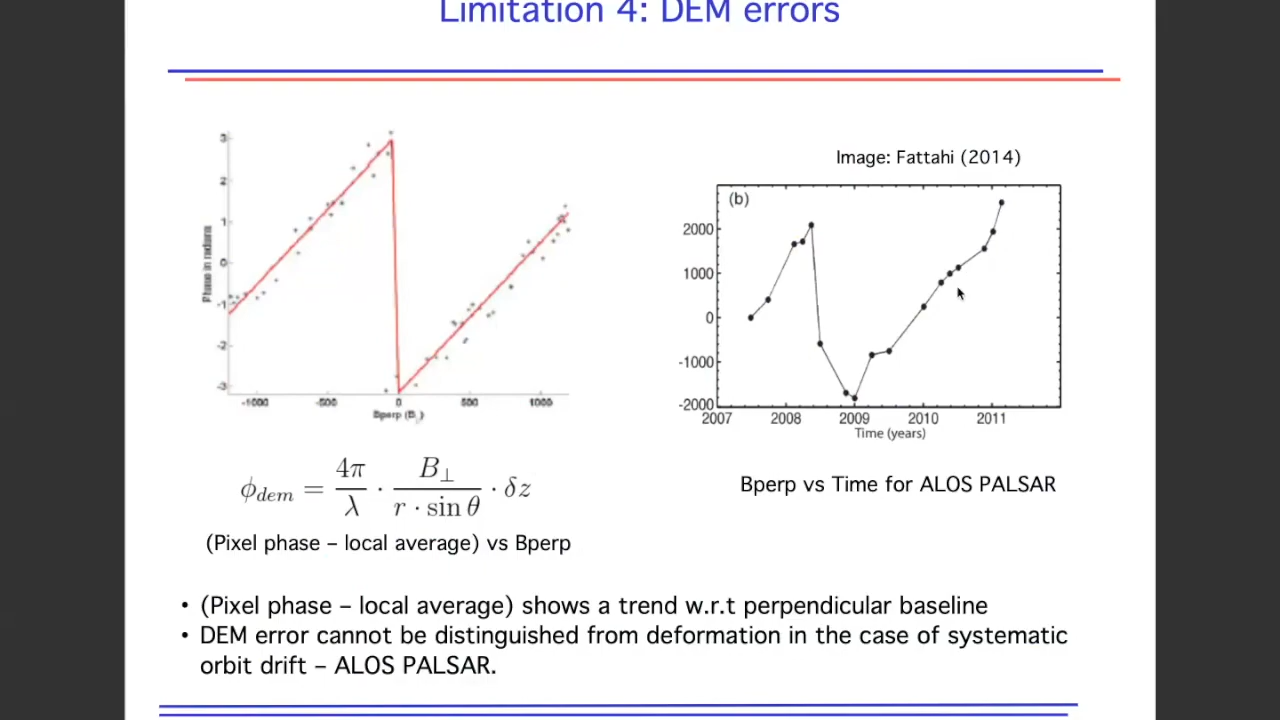 Limitation 4: DEM errors
Image: Fattahi (2014)
3
2
1
0
-1
-2
-3
Phase in radians
-1000
-500
0
500
1000
(b)
2000
1000
0
-1000
-2000
2007
2008
2009
2010
2011
Time (years)
ϕ_dem = 4π/λ · B⊥/(r · sin θ) · δz
(Pixel phase – local average) vs Bperp
Bperp vs Time for ALOS PALSAR
• (Pixel phase – local average) shows a trend w.r.t perpendicular baseline
• DEM error cannot be distinguished from deformation in the case of systematic
orbit drift – ALOS PALSAR.